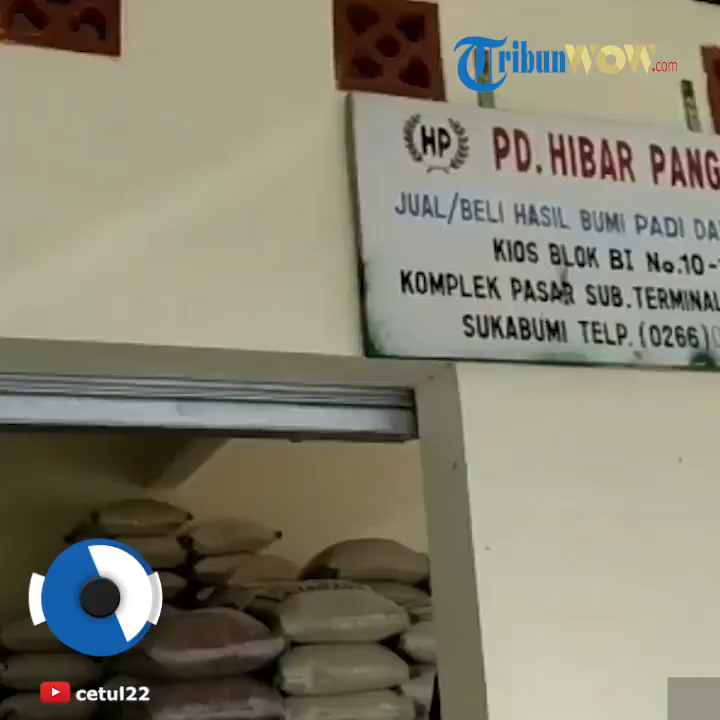 TribunWOW.com
HP
PD. HIBAR PANG
JUAL/BELI HASIL BUMI PADI DA
KIOS BLOK BI No.10-
KOMPLEK PASAR SUB.TERMINAL
SUKABUMI TELP. (0266)
cetul22